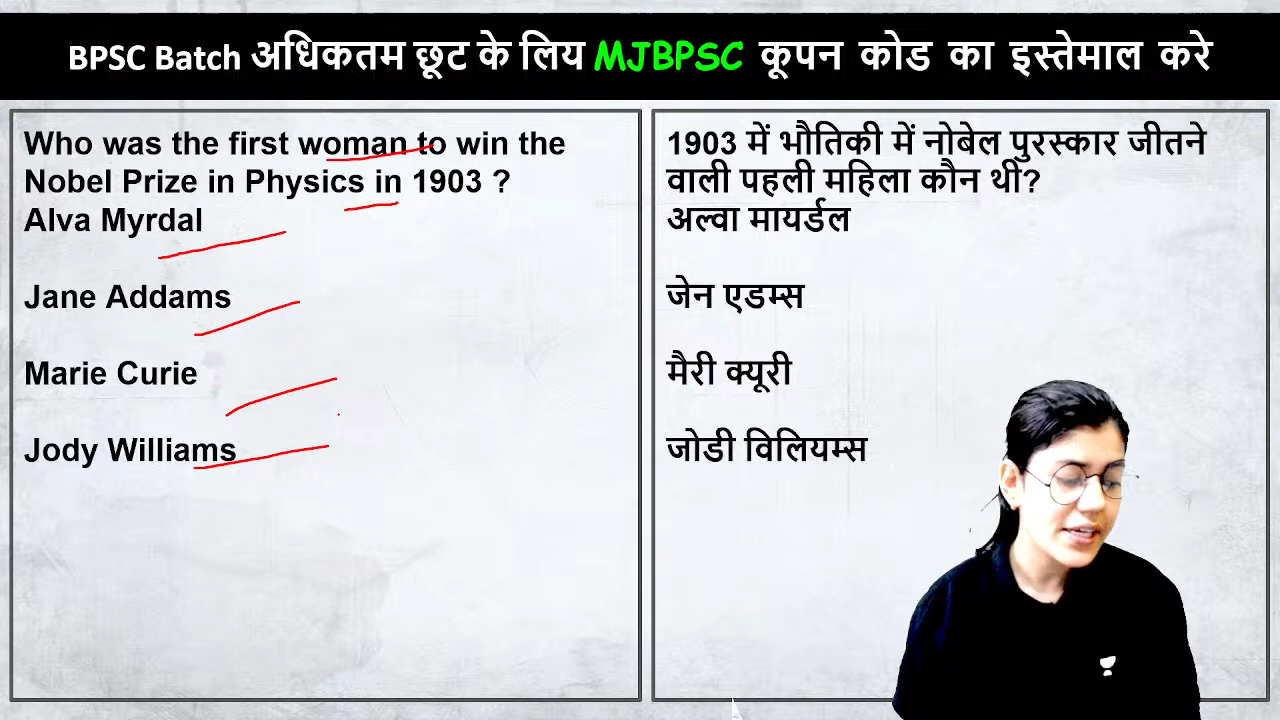 BPSC Batch अधिकतम छूट के लिय MJBPSC कूपन कोड का इस्तेमाल करे
Who was the first woman to win the
Nobel Prize in Physics in 1903 ?
Alva Myrdal
Jane Addams
Marie Curie
Jody Williams
1903 में भौतिकी में नोबेल पुरस्कार जीतने
वाली पहली महिला कौन थीं?
अल्वा मायर्डल
जेन एडम्स
मैरी क्यूरी
जोडी विलियम्स